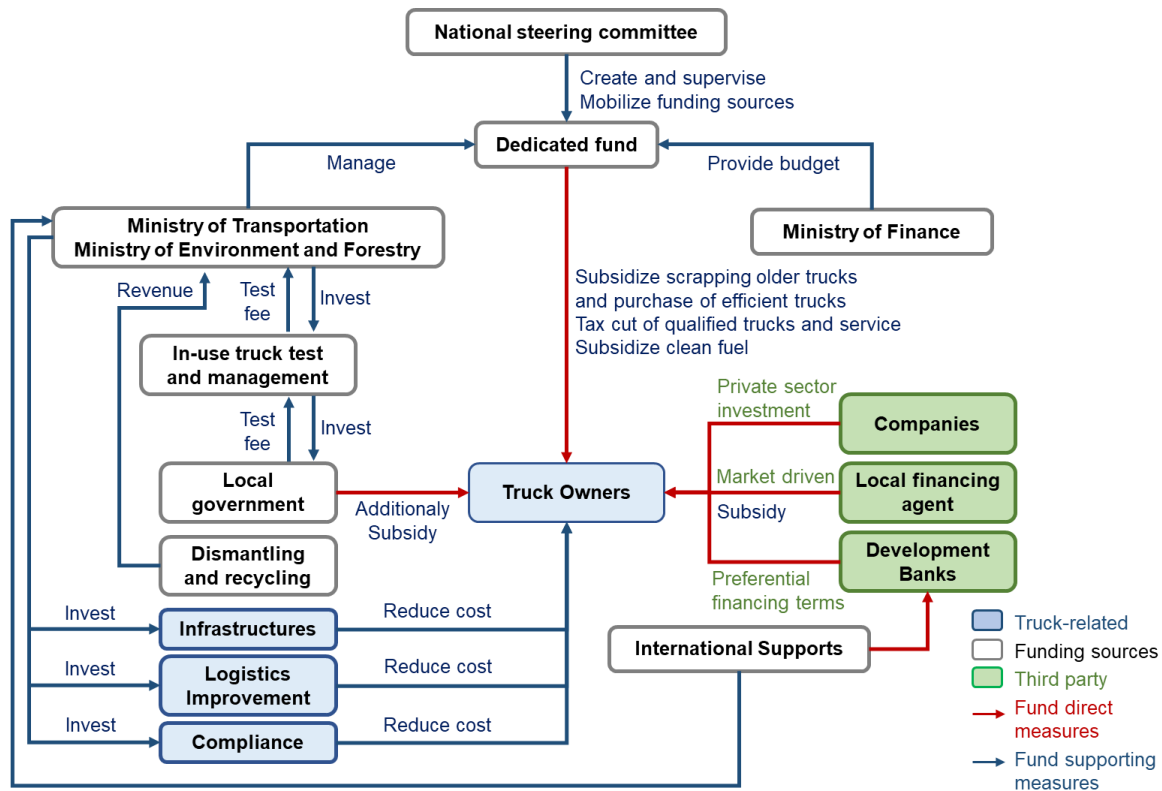 National steering committee
Create and supervise
Mobilize funding sources
Dedicated fund
Manage
Provide budget
Ministry of Transportation
Ministry of Environment and Forestry
Ministry of Finance
Revenue
Test
fee
Invest
Subsidize scrapping older trucks
and purchase of efficient trucks
Tax cut of qualified trucks and service
Subsidize clean fuel
In-use truck test
and management
Private sector
investment
Companies
Test
fee
Invest
Local
government
Additionaly
Subsidy
Truck Owners
Market driven
Subsidy
Local financing
agent
Dismantling
and recycling
Development
Banks
Preferential
financing terms
Invest
Infrastructures
Reduce cost
International Supports
Invest
Logistics
Improvement
Reduce cost
Invest
Compliance
Reduce cost
Truck-related
Funding sources
Third party
Fund direct
measures
Fund supporting
measures